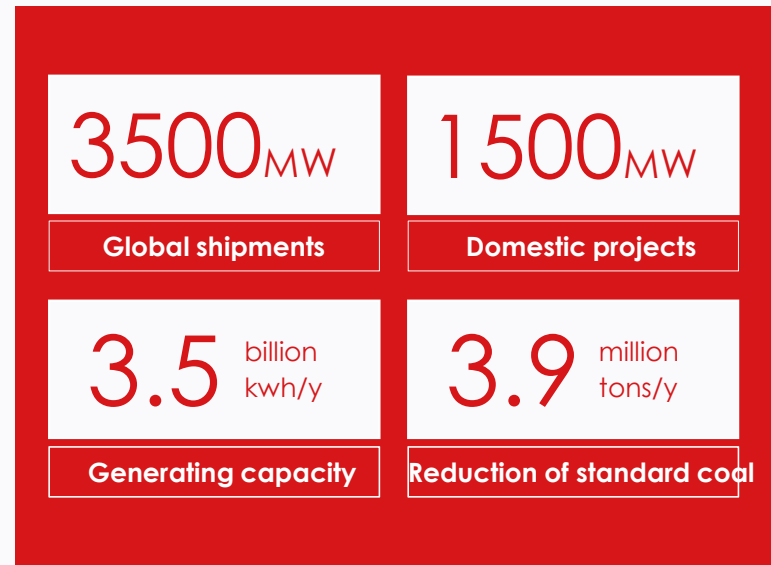 3500MW
1500MW
Global shipments
Domestic projects
3.5 billion
kwh/y
3.9 million
tons/y
Generating capacity
Reduction of standard coal